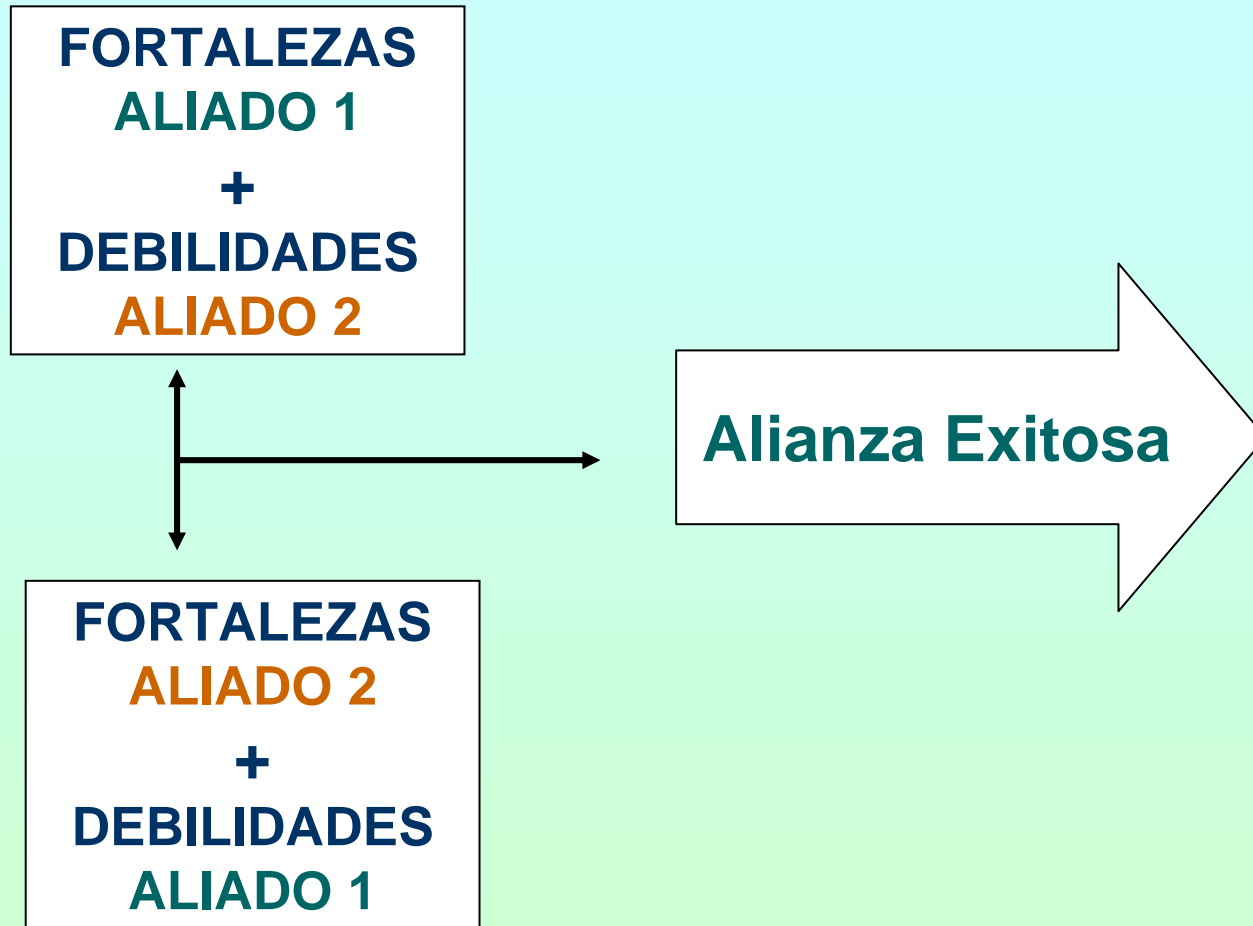 FORTALEZAS
ALIADO 1
+
DEBILIDADES
ALIADO 2
Alianza Exitosa
FORTALEZAS
ALIADO 2
+
DEBILIDADES
ALIADO 1